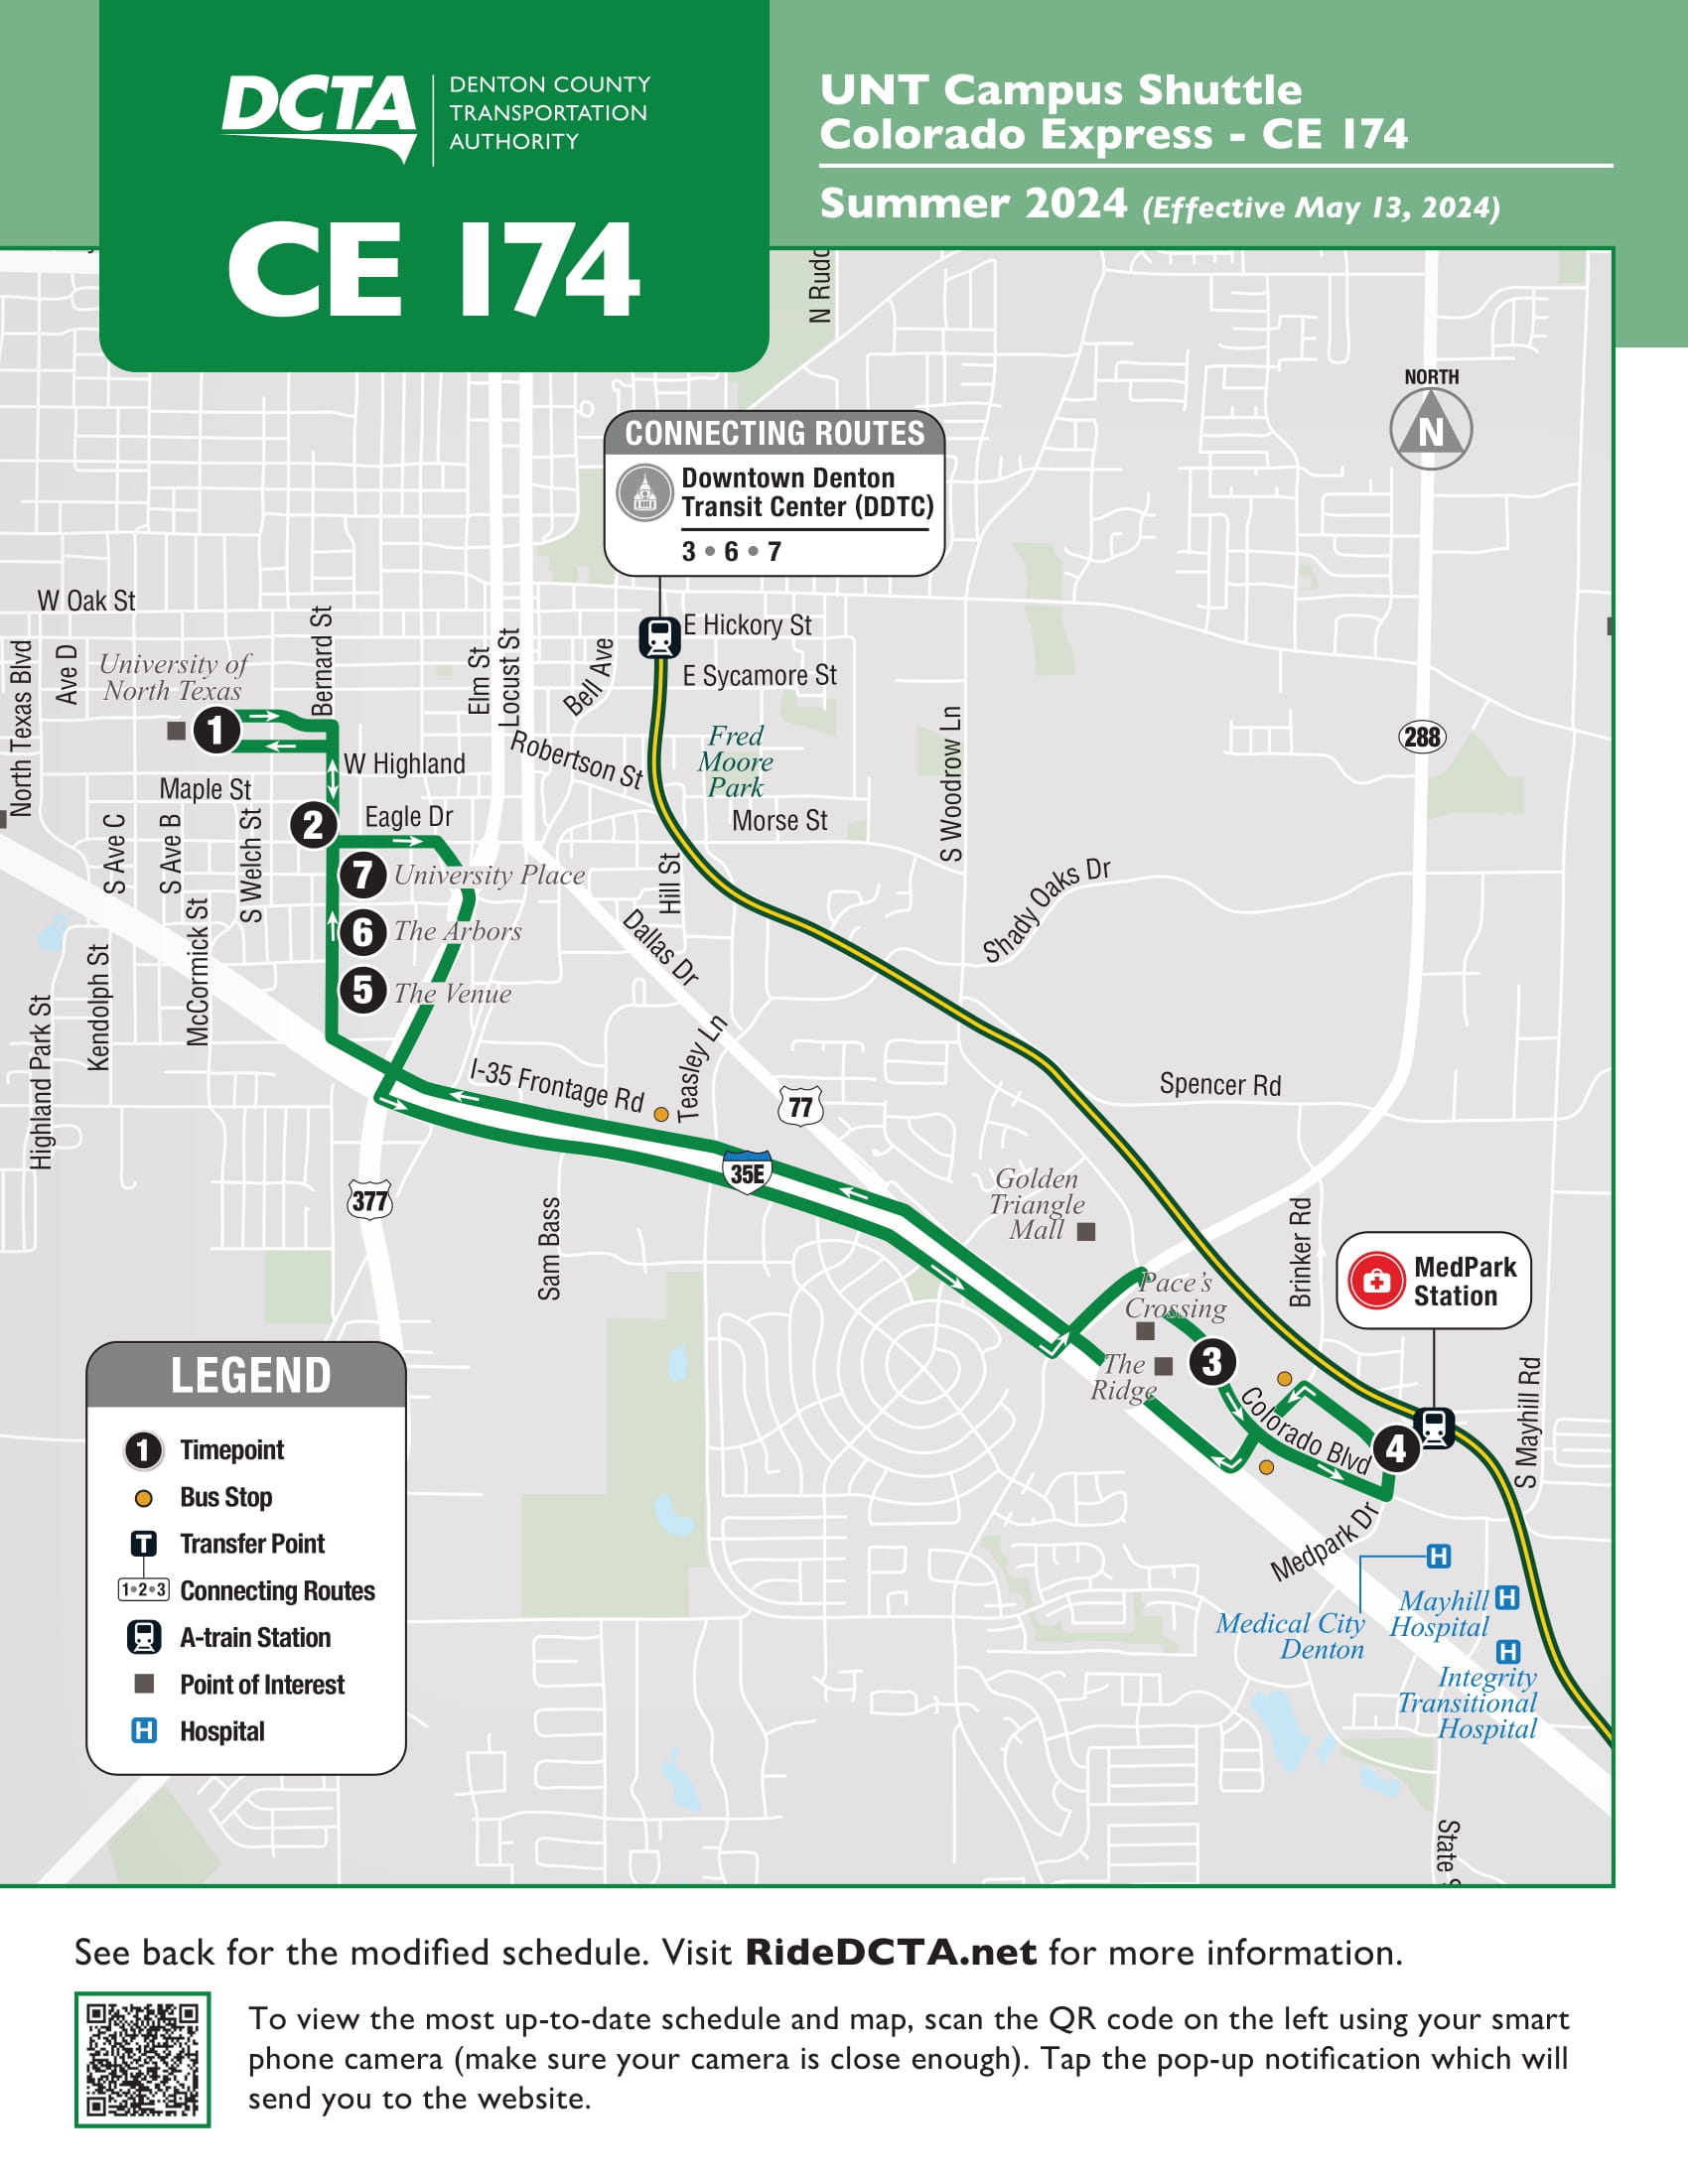 DCTA
DENTON COUNTY
TRANSPORTATION
AUTHORITY
CE 174
UNT Campus Shuttle
Colorado Express - CE 174
Summer 2024 (Effective May 13, 2024)
N Rudd
NORTH
N
CONNECTING ROUTES
Downtown Denton
Transit Center (DDTC)
3 • 6 • 7
W Oak St
North Texas Blvd
Ave D
University of
North Texas
Bernard St
Elm St
Locust St
Bell Ave
E Hickory St
E Sycamore St
1
Robertson St
Fred
Moore
Park
S Woodrow Ln
288
W Highland
Maple St
2
Eagle Dr
Morse St
S Ave C
S Ave B
S Welch St
McCormick St
Kendolph St
Highland Park St
7 University Place
6 The Arbors
5 The Venue
Hill St
Dallas Dr
Shady Oaks Dr
I-35 Frontage Rd
Teasley Ln
77
Spencer Rd
35E
377
Sam Bass
Golden
Triangle
Mall
Brinker Rd
MedPark
Station
Pace's
Crossing
The
Ridge
3
Colorado Blvd
4
S Mayhill Rd
Medpark Dr
H
Medical City
Denton
Mayhill H
Hospital
H
Integrity
Transitional
Hospital
State
LEGEND
1 Timepoint
Bus Stop
T Transfer Point
1•2•3 Connecting Routes
A-train Station
Point of Interest
H Hospital
See back for the modified schedule. Visit RideDCTA.net for more information.
To view the most up-to-date schedule and map, scan the QR code on the left using your smart
phone camera (make sure your camera is close enough). Tap the pop-up notification which will
send you to the website.